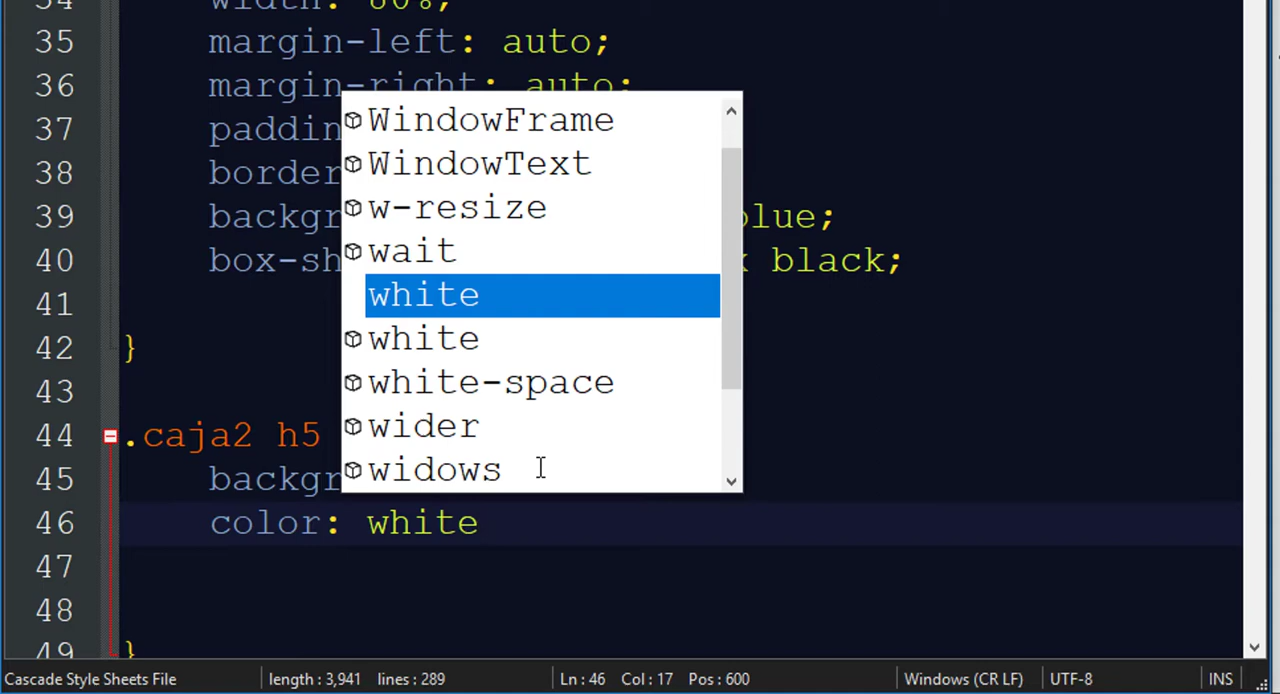 34 width: 60%;
35 margin-left: auto;
36 margin-right: auto;
37 paddin
38 border
39 backgr blue;
40 box-sh black;
41
42 }
43
44 .caja2 h5
45 backgr
46 color: white
47
48
49 }
WindowFrame
WindowText
w-resize
wait
white
white
white-space
wider
widows
Cascade Style Sheets File length : 3,941 lines : 289 Ln : 46 Col : 17 Pos : 600 Windows (CR LF) UTF-8 INS